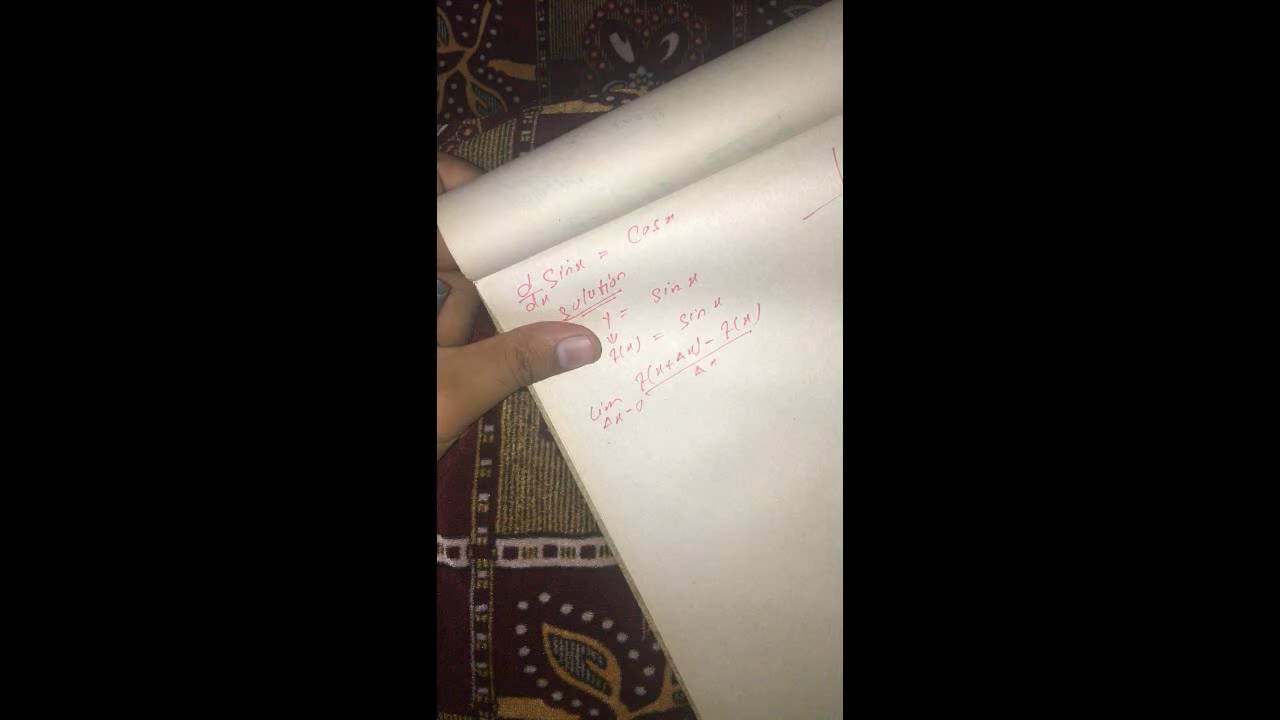 d/dx Sinx = Cosx
solution
y = sinx
f(x) = sinx
Lim Δx-0 f(x+Δx) - f(x) / Δx